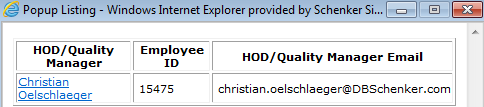 Popup Listing - Windows Internet Explorer provided by Schenker Si...
HOD/Quality Manager Employee ID HOD/Quality Manager Email
Christian Oelschlaeger 15475 christian.oelschlaeger@DBSchenker.com